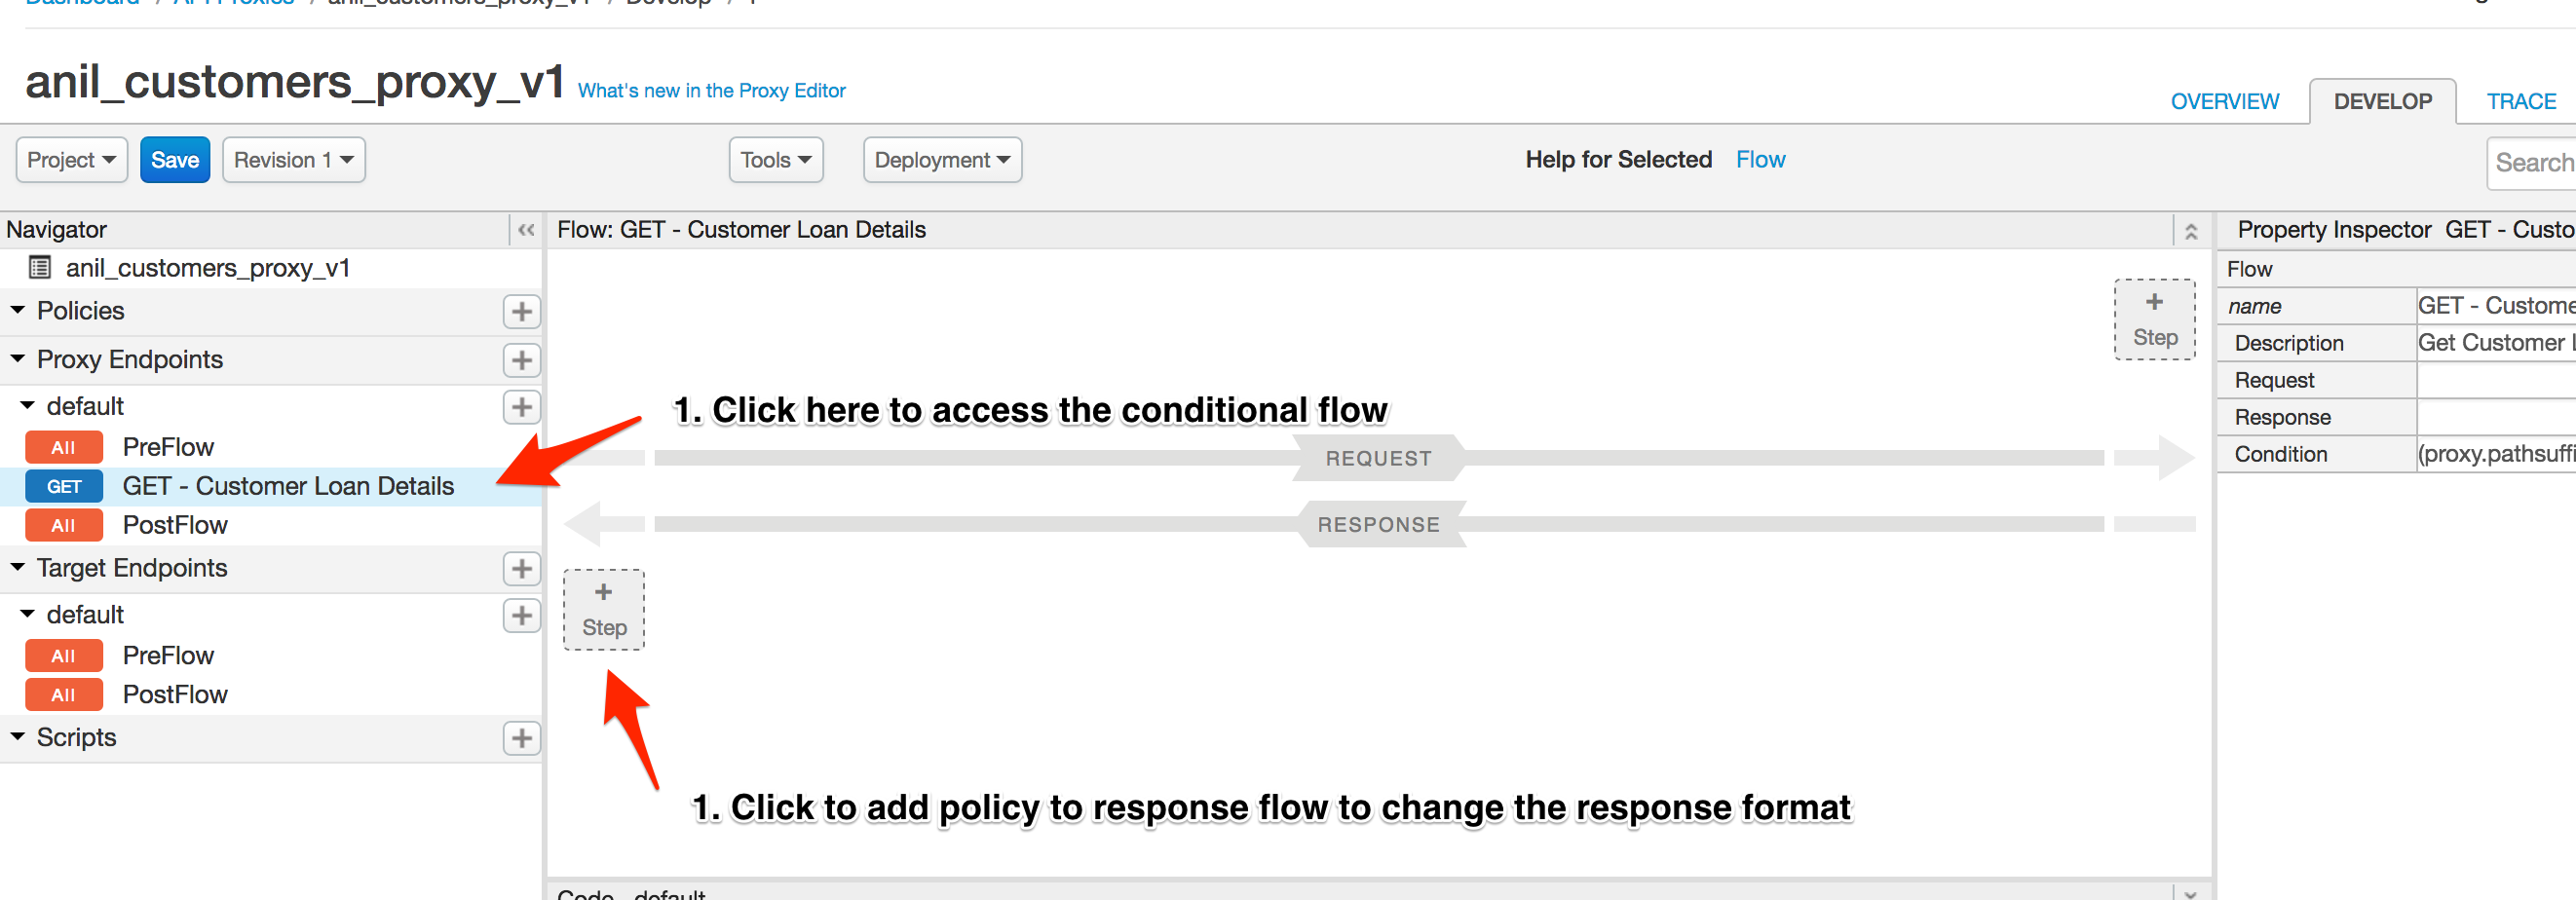 Dashboard / API Proxies / anil_customers_proxy_v1 / Develop / 1
anil_customers_proxy_v1 What's new in the Proxy Editor
OVERVIEW DEVELOP TRACE
Project Save Revision 1 Tools Deployment Help for Selected Flow Search
Navigator
anil_customers_proxy_v1
Policies
Proxy Endpoints
default
All PreFlow
GET GET - Customer Loan Details
All PostFlow
Target Endpoints
default
All PreFlow
All PostFlow
Scripts
Flow: GET - Customer Loan Details
+
Step
1. Click here to access the conditional flow
REQUEST
RESPONSE
+
Step
1. Click to add policy to response flow to change the response format
Code default
Property Inspector GET - Custo
Flow
name GET - Custome
Description Get Customer L
Request
Response
Condition (proxy.pathsuffi